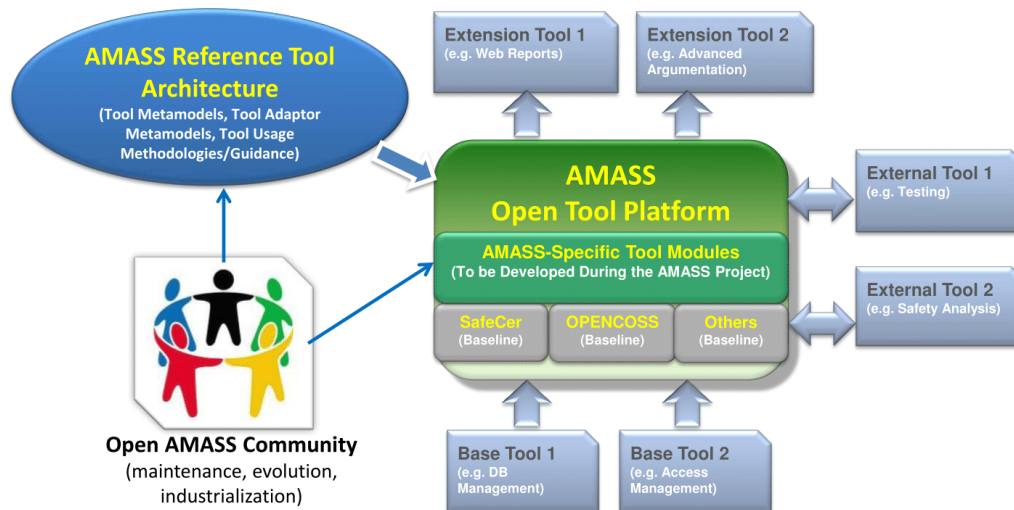 AMASS Reference Tool
Architecture
(Tool Metamodels, Tool Adaptor
Metamodels, Tool Usage
Methodologies/Guidance)
Extension Tool 1
(e.g. Web Reports)
Extension Tool 2
(e.g. Advanced
Argumentation)
AMASS
Open Tool Platform
AMASS-Specific Tool Modules
(To be Developed During the AMASS Project)
SafeCer
(Baseline)
OPENCOSS
(Baseline)
Others
(Baseline)
External Tool 1
(e.g. Testing)
External Tool 2
(e.g. Safety Analysis)
Open AMASS Community
(maintenance, evolution,
industrialization)
Base Tool 1
(e.g. DB
Management)
Base Tool 2
(e.g. Access
Management)